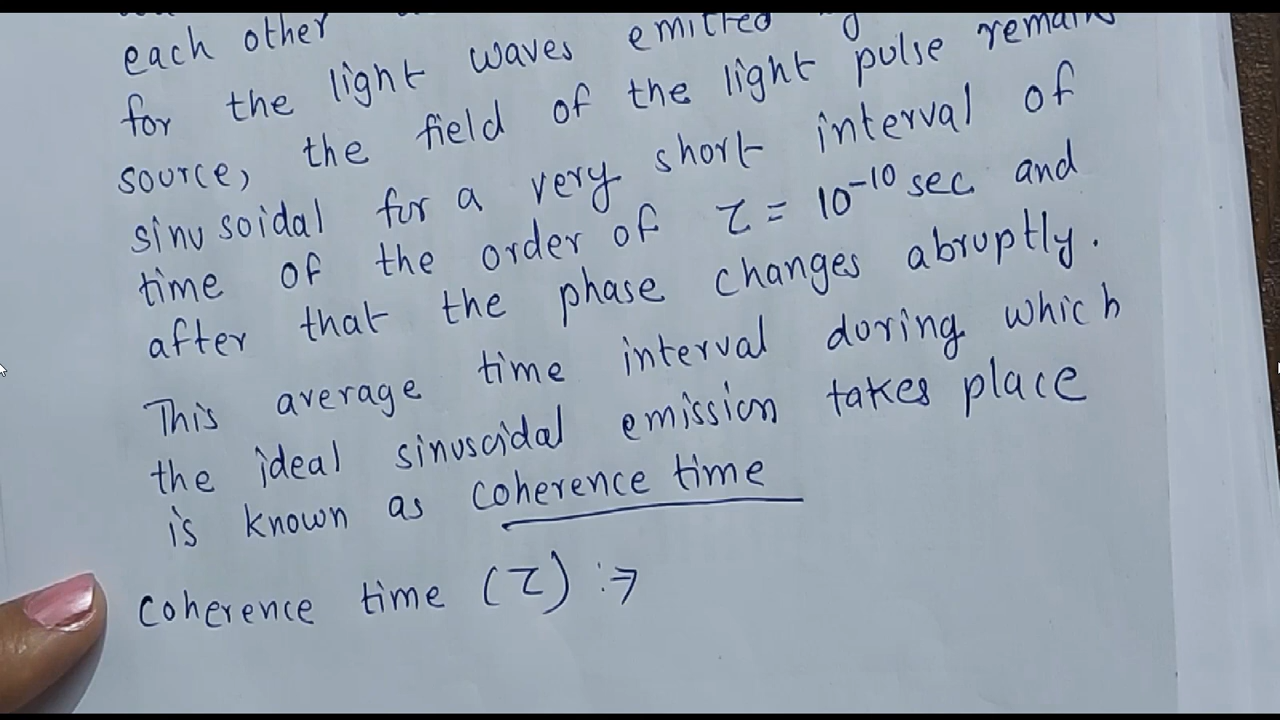 each other
for the light waves emitted
source, the field of the light pulse remains
sinusoidal for a very short interval of
time of the order of τ = 10⁻¹⁰ sec and
after that the phase changes abruptly.
This average time interval during which
the ideal sinusoidal emission takes place
is known as coherence time
coherence time (τ) :⇒